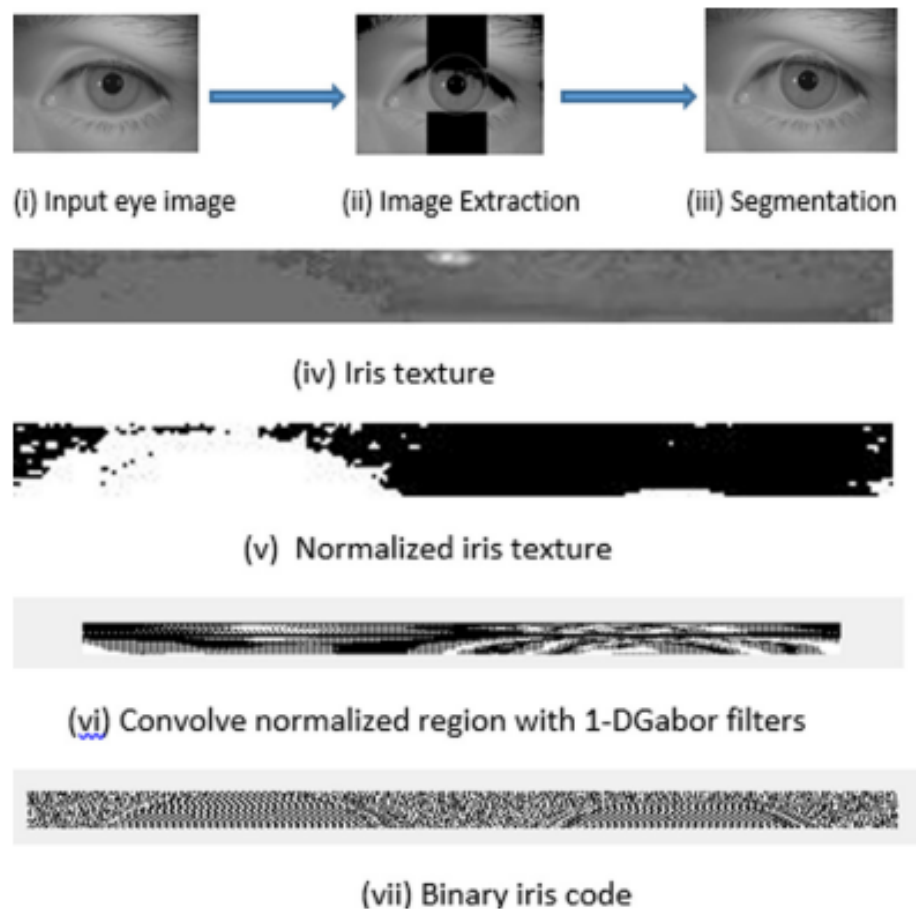 (i) Input eye image
(ii) Image Extraction
(iii) Segmentation
(iv) Iris texture
(v) Normalized iris texture
(vi) Convolve normalized region with 1-DGabor filters
(vii) Binary iris code